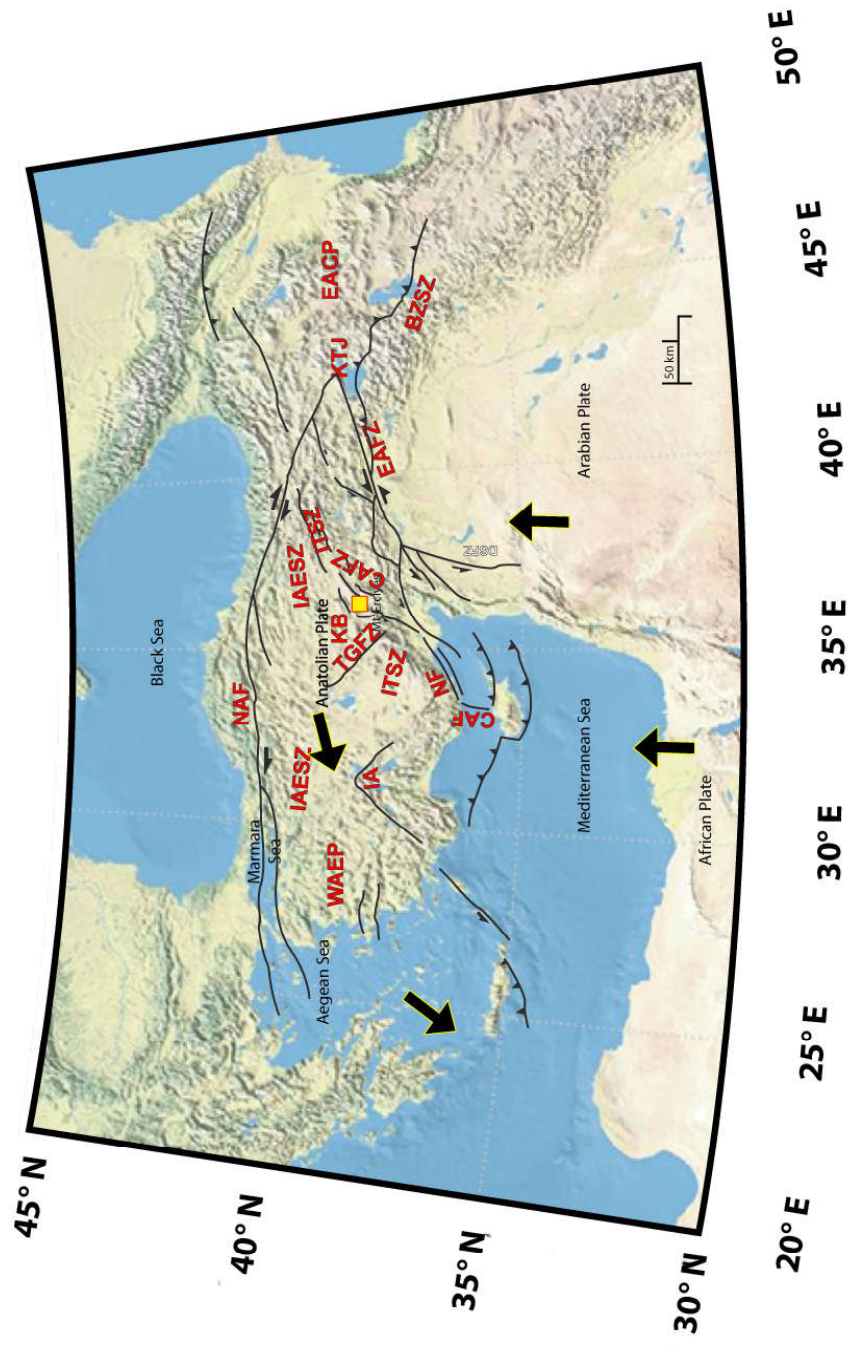 45° N
40° N
35° N
30° N
20° E
25° E
30° E
35° E
40° E
45° E
50° E
Black Sea
Marmara
Sea
Aegean Sea
Mediterranean Sea
African Plate
Arabian Plate
Anatolian Plate
NAF
IAESZ
IAESZ
WAEP
IA
ITSZ
ITSZ
KB
TGFZ
CAFZ
NF
CAF
EAFZ
KTJ
EACP
BZSZ
DSFZ
50 km